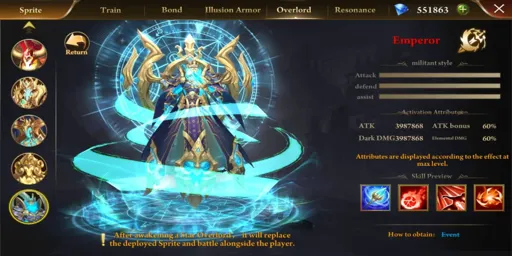 Sprite
Train
Bond
Illusion Armor
Overlord
Resonance
551863
Return
Emperor
militant style
Attack
defend
assist
Activation Attributes
ATK 3987868 ATK bonus 60%
Dark DMG3987868 Elemental DMG 60%
Attributes are displayed according to the effect at
max level.
Skill Preview
After awakening a Star Overlord, it will replace
the deployed Sprite and battle alongside the player.
How to obtain: Event